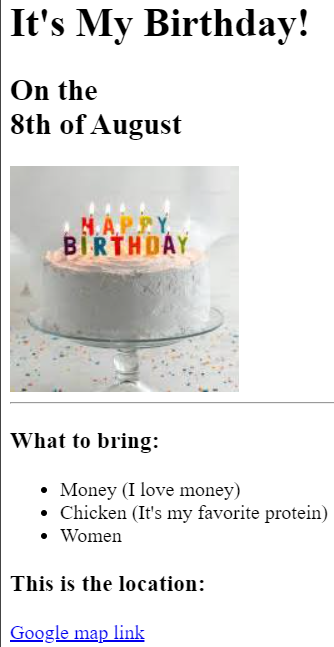 It's My Birthday!
On the
8th of August
HAPPY
BIRTHDAY
What to bring:
Money (I love money)
Chicken (It's my favorite protein)
Women
This is the location:
Google map link